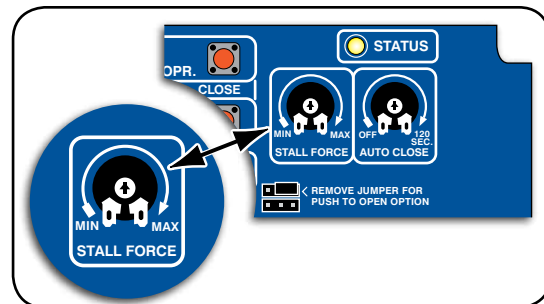 STATUS
OPR.
CLOSE
MIN
MAX
STALL FORCE
OFF
120
SEC.
AUTO CLOSE
REMOVE JUMPER FOR
PUSH TO OPEN OPTION
MIN
MAX
STALL FORCE